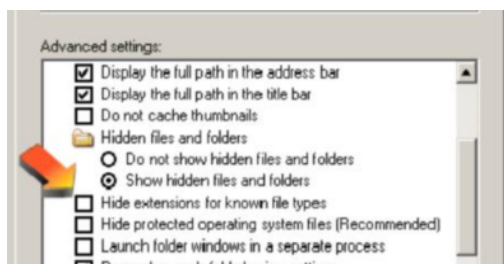 Advanced settings:
Display the full path in the address bar
Display the full path in the title bar
Do not cache thumbnails
Hidden files and folders
Do not show hidden files and folders
Show hidden files and folders
Hide extensions for known file types
Hide protected operating system files (Recommended)
Launch folder windows in a separate process